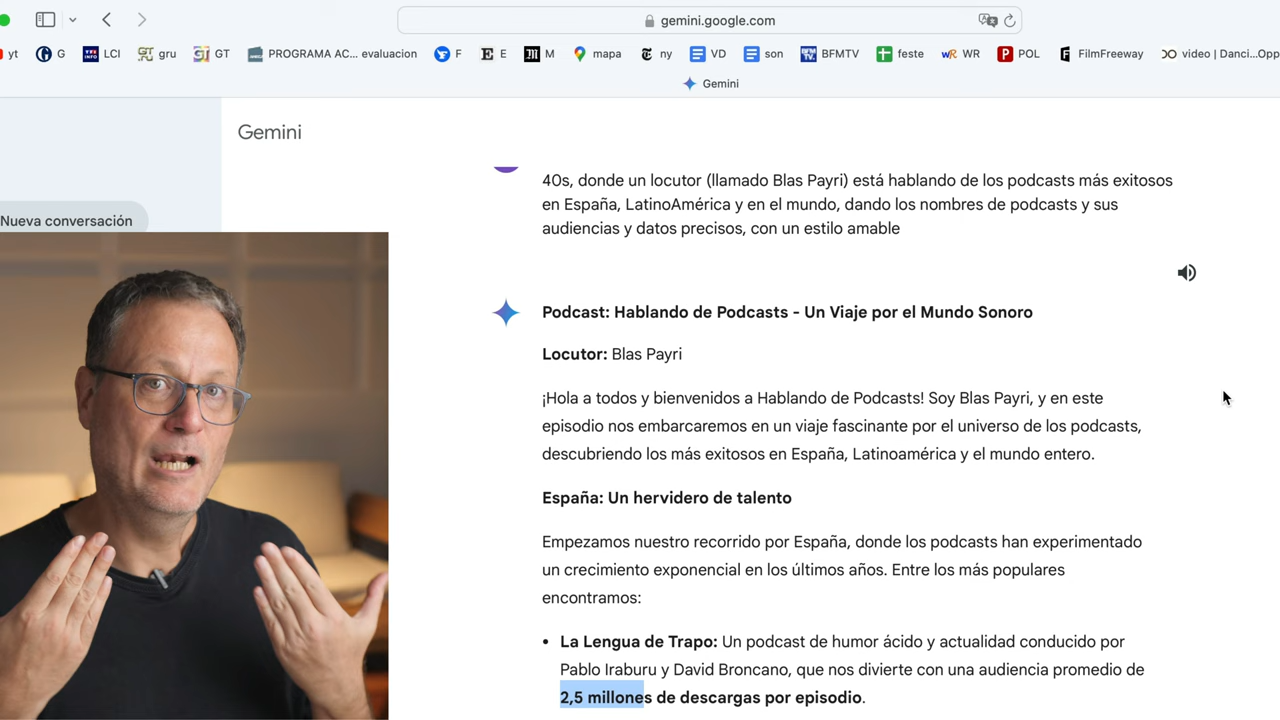 gemini.google.com
yt
G
LCI
gru
GT
PROGRAMA AC... evaluacion
F
E
M
mapa
ny
VD
son
BFMTV
feste
WR
POL
FilmFreeway
video | Danci...Opp
Gemini
Gemini
Nueva conversación
40s, donde un locutor (llamado Blas Payri) está hablando de los podcasts más exitosos
en España, LatinoAmérica y en el mundo, dando los nombres de podcasts y sus
audiencias y datos precisos, con un estilo amable
Podcast: Hablando de Podcasts - Un Viaje por el Mundo Sonoro
Locutor: Blas Payri
¡Hola a todos y bienvenidos a Hablando de Podcasts! Soy Blas Payri, y en este
episodio nos embarcaremos en un viaje fascinante por el universo de los podcasts,
descubriendo los más exitosos en España, Latinoamérica y el mundo entero.
España: Un hervidero de talento
Empezamos nuestro recorrido por España, donde los podcasts han experimentado
un crecimiento exponencial en los últimos años. Entre los más populares
encontramos:
• La Lengua de Trapo: Un podcast de humor ácido y actualidad conducido por
Pablo Iraburu y David Broncano, que nos divierte con una audiencia promedio de
2,5 millones de descargas por episodio.